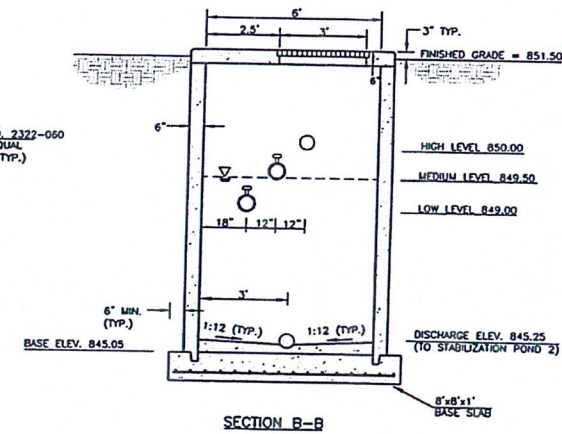 6'
2.5'
3'
3" TYP.
FINISHED GRADE = 851.50
6"
2322-060
QUAL
TYP.)
6"
HIGH LEVEL 850.00
MEDIUM LEVEL 849.50
LOW LEVEL 849.00
18"
12"
12"
3'
6" MIN.
(TYP.)
1:12 (TYP.)
1:12 (TYP.)
BASE ELEV. 845.05
DISCHARGE ELEV. 845.25
(TO STABILIZATION POND 2)
8'x8'x1'
BASE SLAB
SECTION B-B